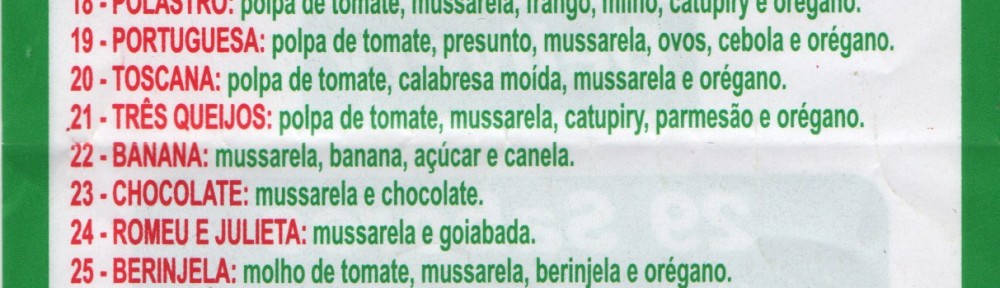 18 - POLASTRO: polpa de tomate, mussarela, frango, milho, catupiry e orégano.
19 - PORTUGUESA: polpa de tomate, presunto, mussarela, ovos, cebola e orégano.
20 - TOSCANA: polpa de tomate, calabresa moída, mussarela e orégano.
21 - TRÊS QUEIJOS: polpa de tomate, mussarela, catupiry, parmesão e orégano.
22 - BANANA: mussarela, banana, açúcar e canela.
23 - CHOCOLATE: mussarela e chocolate.
24 - ROMEU E JULIETA: mussarela e goiabada.
25 - BERINJELA: molho de tomate, mussarela, berinjela e orégano.